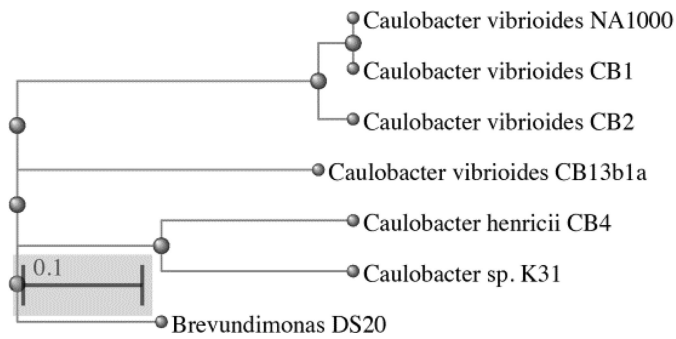 Caulobacter vibrioides NA1000
Caulobacter vibrioides CB1
Caulobacter vibrioides CB2
Caulobacter vibrioides CB13b1a
Caulobacter henricii CB4
Caulobacter sp. K31
0.1
Brevundimonas DS20